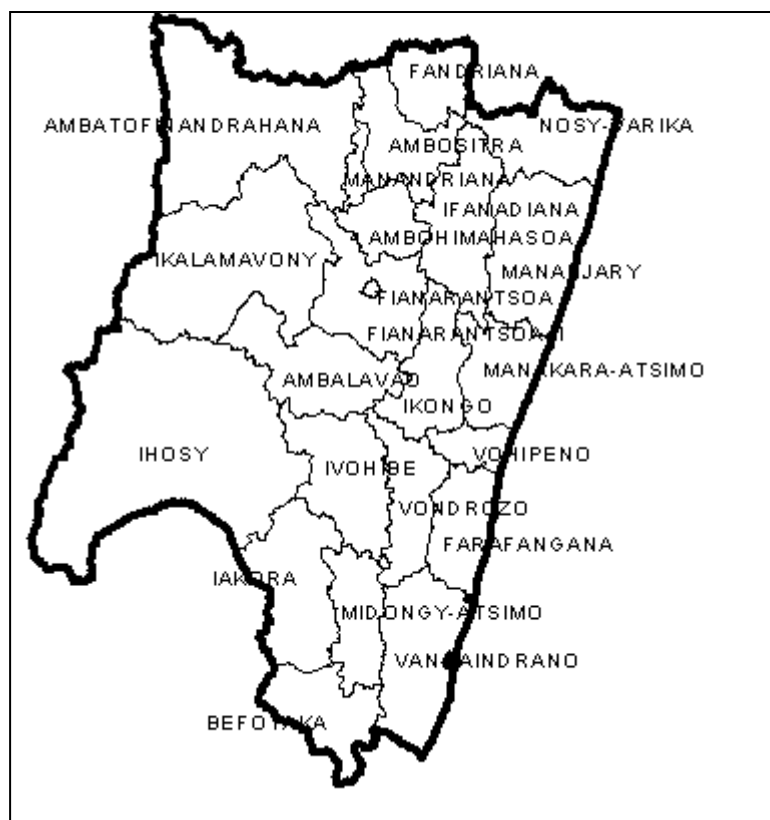 FANDRIANA
AMBATOFINANDRAHANA
NOSY-VARIKA
AMBOSITRA
MANANDRIANA
IFANADIANA
AMBOHIMAHASOA
IKALAMAVONY
MANANJARY
FIANARANTSOA
FIANARANTSOA II
MANAKARA-ATSIMO
AMBALAVAO
IKONGO
IHOSY
VOHIPENO
IVOHIBE
VONDROZO
FARAFANGANA
IAKORA
MIDONGY-ATSIMO
VANGAINDRANO
BEFOTAKA